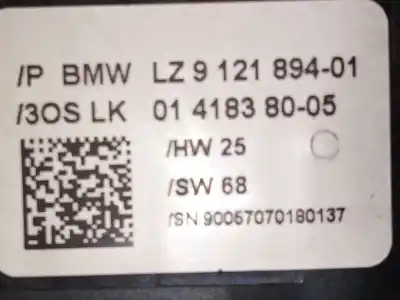 /P BMW LZ 9 121 894-01
/3OS LK 01 4183 80-05
/HW 25
/SW 68
/SN 90057070180137